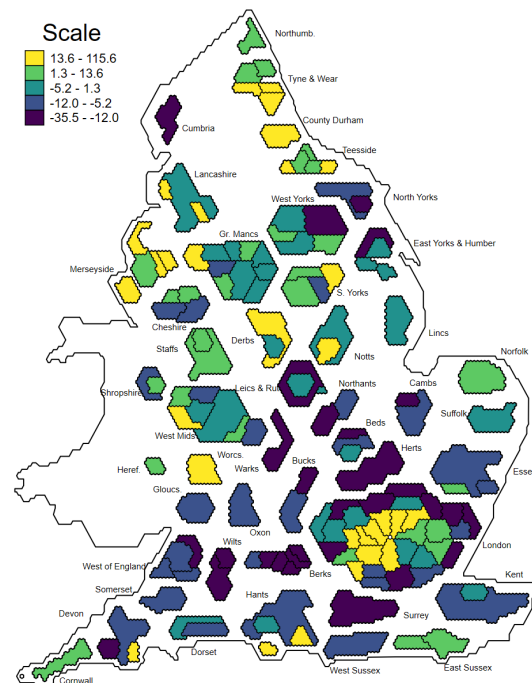 Scale
13.6 - 115.6
1.3 - 13.6
-5.2 - 1.3
-12.0 - -5.2
-35.5 - -12.0
Northumb.
Tyne & Wear
County Durham
Cumbria
Teesside
Lancashire
North Yorks
West Yorks
Gr. Mancs
East Yorks & Humber
Merseyside
S. Yorks
Cheshire
Lincs
Staffs
Derbs
Notts
Norfolk
Shropshire
Leics & Rut
Northants
Cambs
Suffolk
West Mids
Beds
Heref.
Worcs.
Warks
Bucks
Herts
Esse
Gloucs.
Oxon
London
West of England
Wilts
Berks
Kent
Somerset
Devon
Hants
Surrey
Dorset
West Sussex
East Sussex
Cornwall